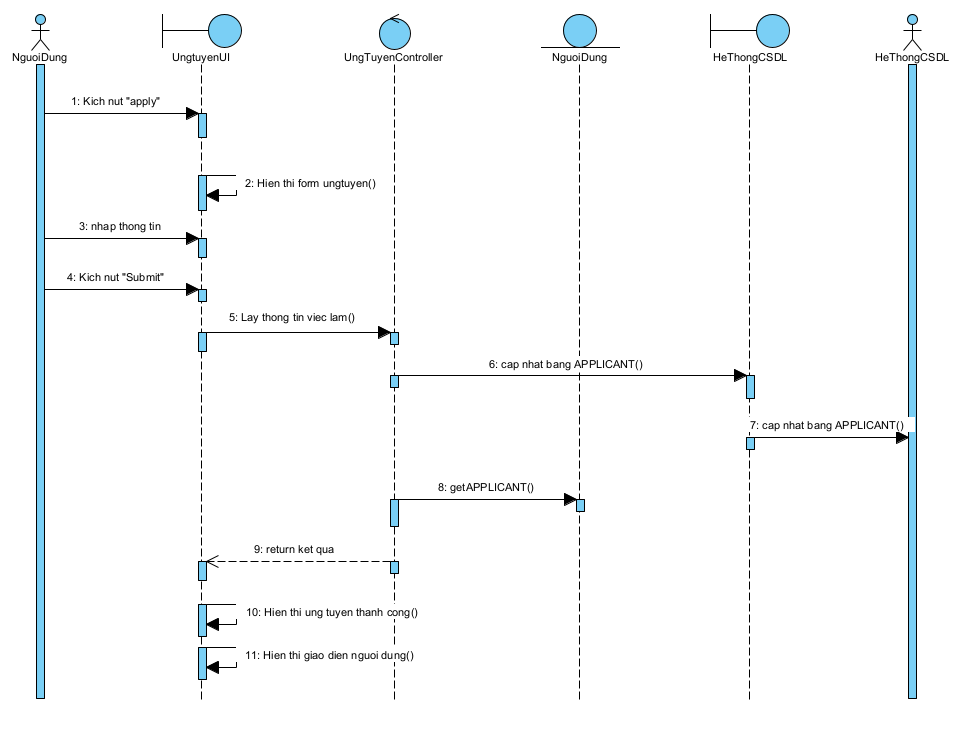 NguoiDung
UngtuyenUI
UngTuyenController
NguoiDung
HeThongCSDL
HeThongCSDL
1: Kich nut "apply"
2: Hien thi form ungtuyen()
3: nhap thong tin
4: Kich nut "Submit"
5: Lay thong tin viec lam()
6: cap nhat bang APPLICANT()
7: cap nhat bang APPLICANT()
8: getAPPLICANT()
9: return ket qua
10: Hien thi ung tuyen thanh cong()
11: Hien thi giao dien nguoi dung()